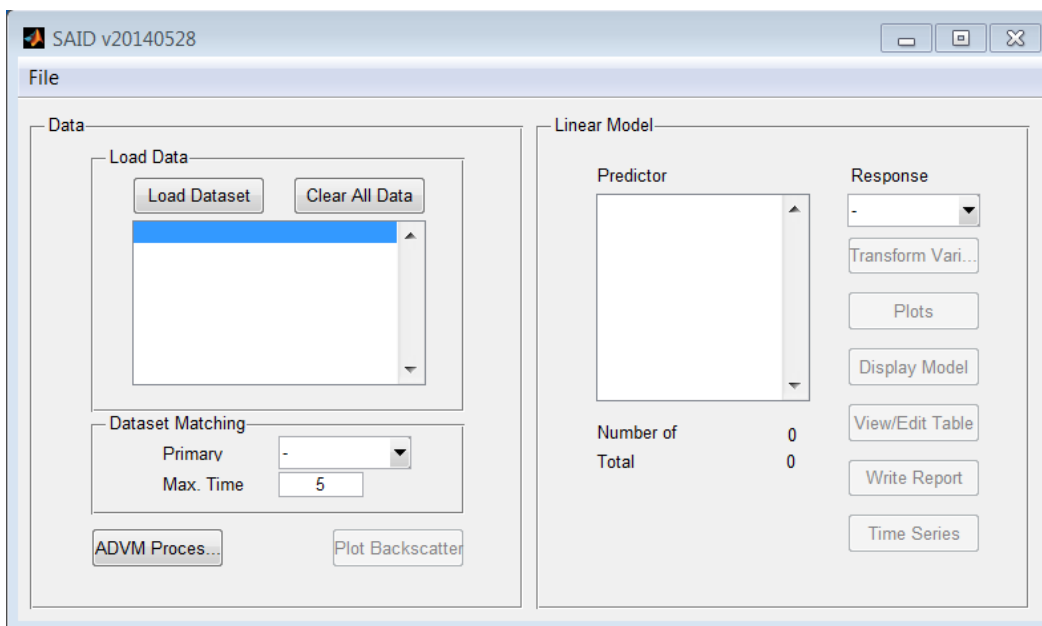 SAID v20140528
File
Data
Load Data
Load Dataset
Clear All Data
Dataset Matching
Primary
-
Max. Time
5
ADVM Proces...
Plot Backscatter
Linear Model
Predictor
Response
-
Transform Vari...
Plots
Display Model
View/Edit Table
Write Report
Time Series
Number of
0
Total
0